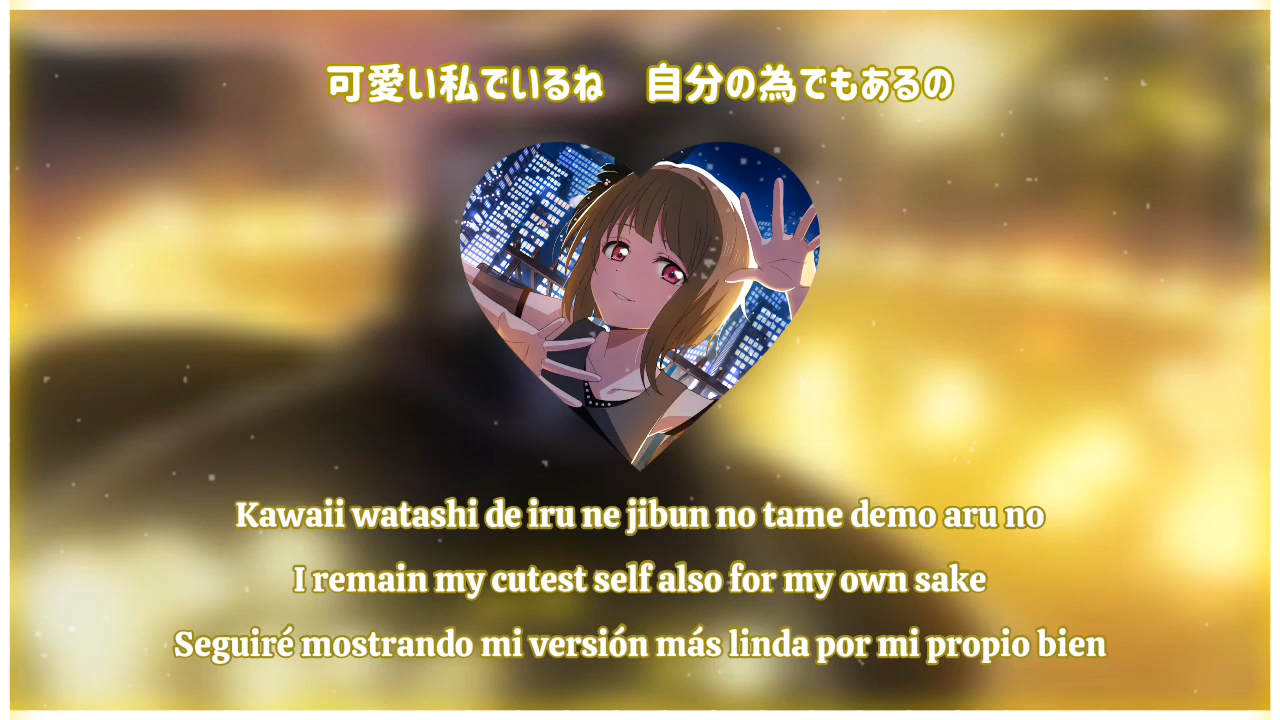 可愛い私でいるね 自分の為でもあるの
Kawaii watashi de iru ne jibun no tame demo aru no
I remain my cutest self also for my own sake
Seguiré mostrando mi versión más linda por mi propio bien